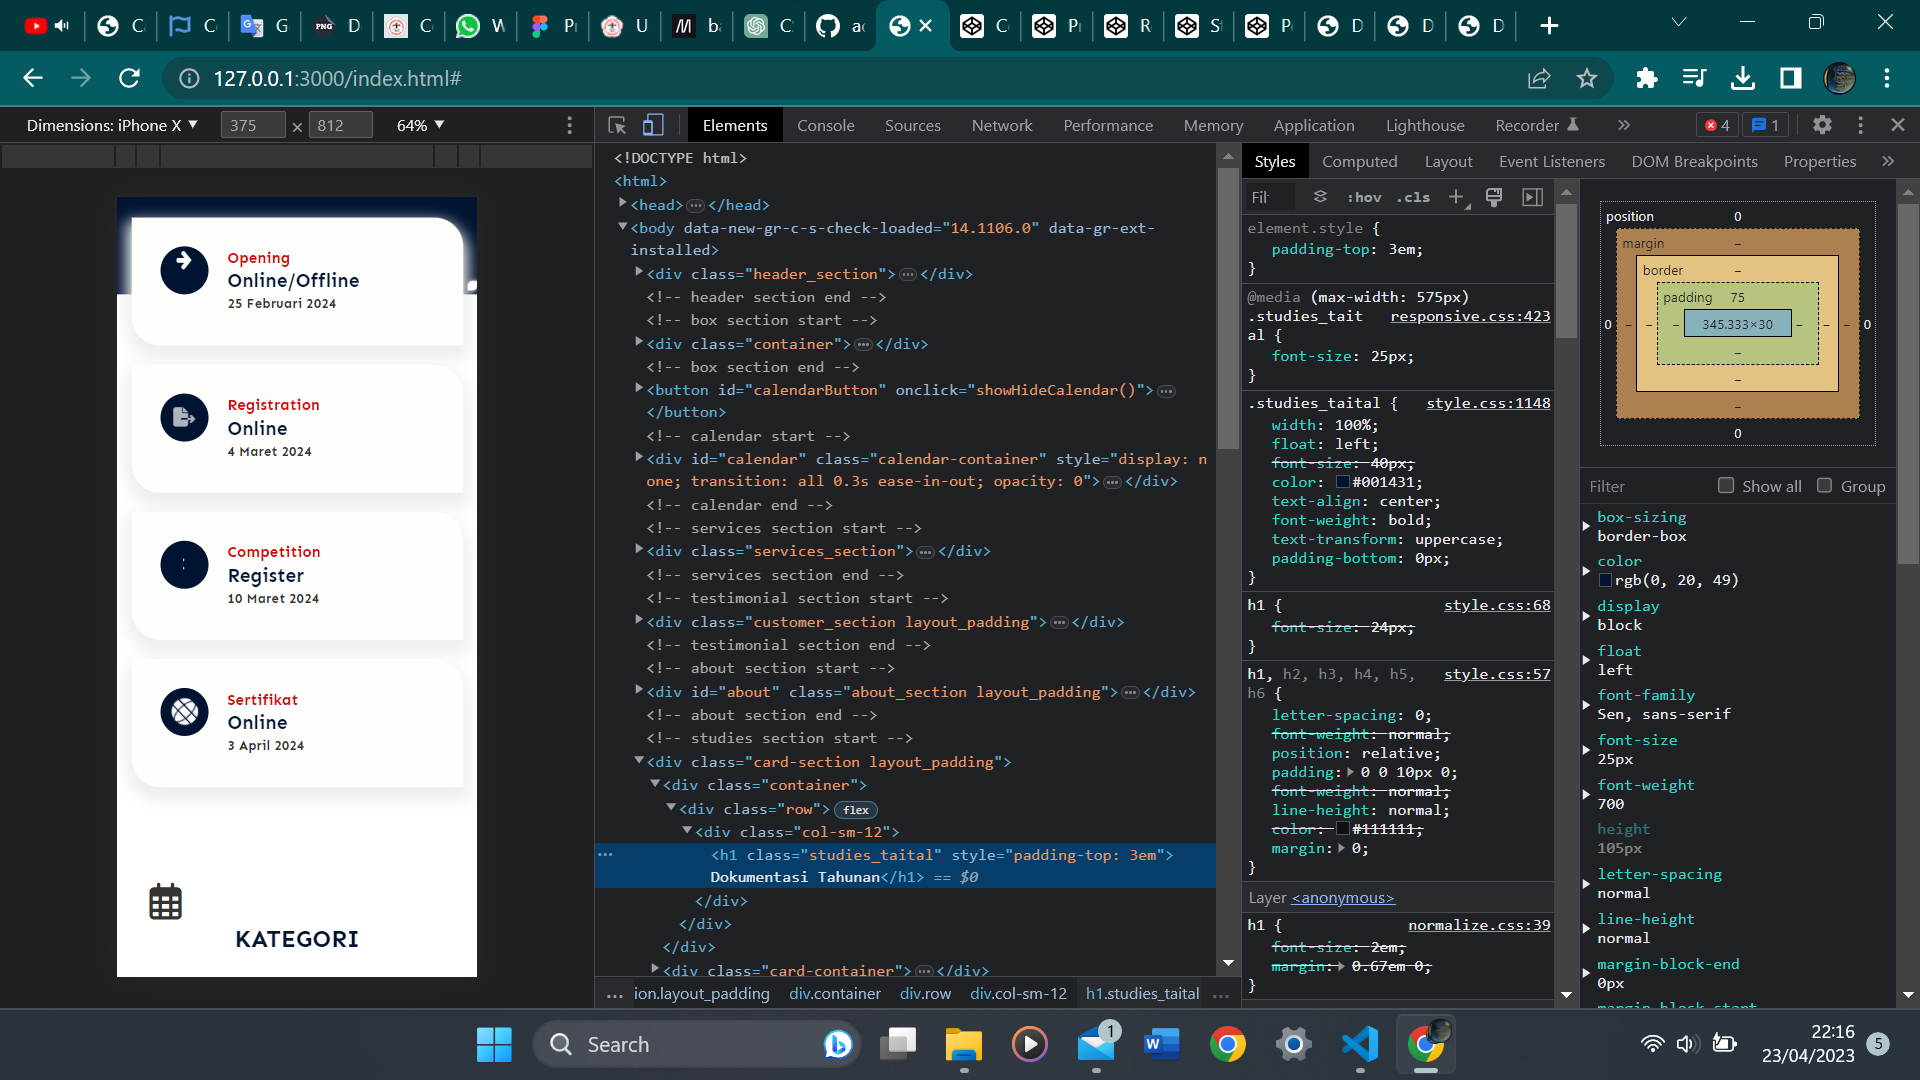 C
C
G
D
C
W
Pr
U
ba
C
ac
C
Pr
R
St
P
D
D
D
127.0.0.1:3000/index.html#
Dimensions: iPhone X
375
×
812
64%
Elements
Console
Sources
Network
Performance
Memory
Application
Lighthouse
Recorder
4
1
Opening
Online/Offline
25 Februari 2024
Registration
Online
4 Maret 2024
Competition
Register
10 Maret 2024
Sertifikat
Online
3 April 2024
KATEGORI
<!DOCTYPE html>
<html>
<head> ••• </head>
<body data-new-gr-c-s-check-loaded="14.1106.0" data-gr-ext-
installed>
<div class="header_section"> ••• </div>
<!-- header section end -->
<!-- box section start -->
<div class="container"> ••• </div>
<!-- box section end -->
<button id="calendarButton" onclick="showHideCalendar()"> •••
</button>
<!-- calendar start -->
<div id="calendar" class="calendar-container" style="display: n
one; transition: all 0.3s ease-in-out; opacity: 0"> ••• </div>
<!-- calendar end -->
<!-- services section start -->
<div class="services_section"> ••• </div>
<!-- services section end -->
<!-- testimonial section start -->
<div class="customer_section layout_padding"> ••• </div>
<!-- testimonial section end -->
<!-- about section start -->
<div id="about" class="about_section layout_padding"> ••• </div>
<!-- about section end -->
<!-- studies section start -->
<div class="card-section layout_padding">
<div class="container">
<div class="row"> flex
<div class="col-sm-12">
<h1 class="studies_taital" style="padding-top: 3em">
Dokumentasi Tahunan</h1> == $0
</div>
</div>
</div>
<div class="card-container"> ••• </div>
... ion.layout_padding div.container div.row div.col-sm-12 h1.studies_taital ...
Styles
Computed
Layout
Event Listeners
DOM Breakpoints
Properties
Fil
:hov
.cls
element.style {
padding-top: 3em;
}
@media (max-width: 575px)
.studies_tait responsive.css:423
al {
font-size: 25px;
}
.studies_taital { style.css:1148
width: 100%;
float: left;
font-size: 40px;
color: #001431;
text-align: center;
font-weight: bold;
text-transform: uppercase;
padding-bottom: 0px;
}
h1 { style.css:68
font-size: 24px;
}
h1, h2, h3, h4, h5, style.css:57
h6 {
letter-spacing: 0;
font-weight: normal;
position: relative;
padding: 0 0 10px 0;
font-weight: normal;
line-height: normal;
color: #111111;
margin: 0;
}
Layer <anonymous>
h1 { normalize.css:39
font-size: 2em;
margin: 0.67em 0;
}
position 0
margin –
border –
padding 75
0 – – – 345.333×30 – – – 0
–
–
–
0
Filter
Show all
Group
box-sizing
border-box
color
rgb(0, 20, 49)
display
block
float
left
font-family
Sen, sans-serif
font-size
25px
font-weight
700
height
105px
letter-spacing
normal
line-height
normal
margin-block-end
0px
margin-block-start
Search
1
22:16
23/04/2023
5